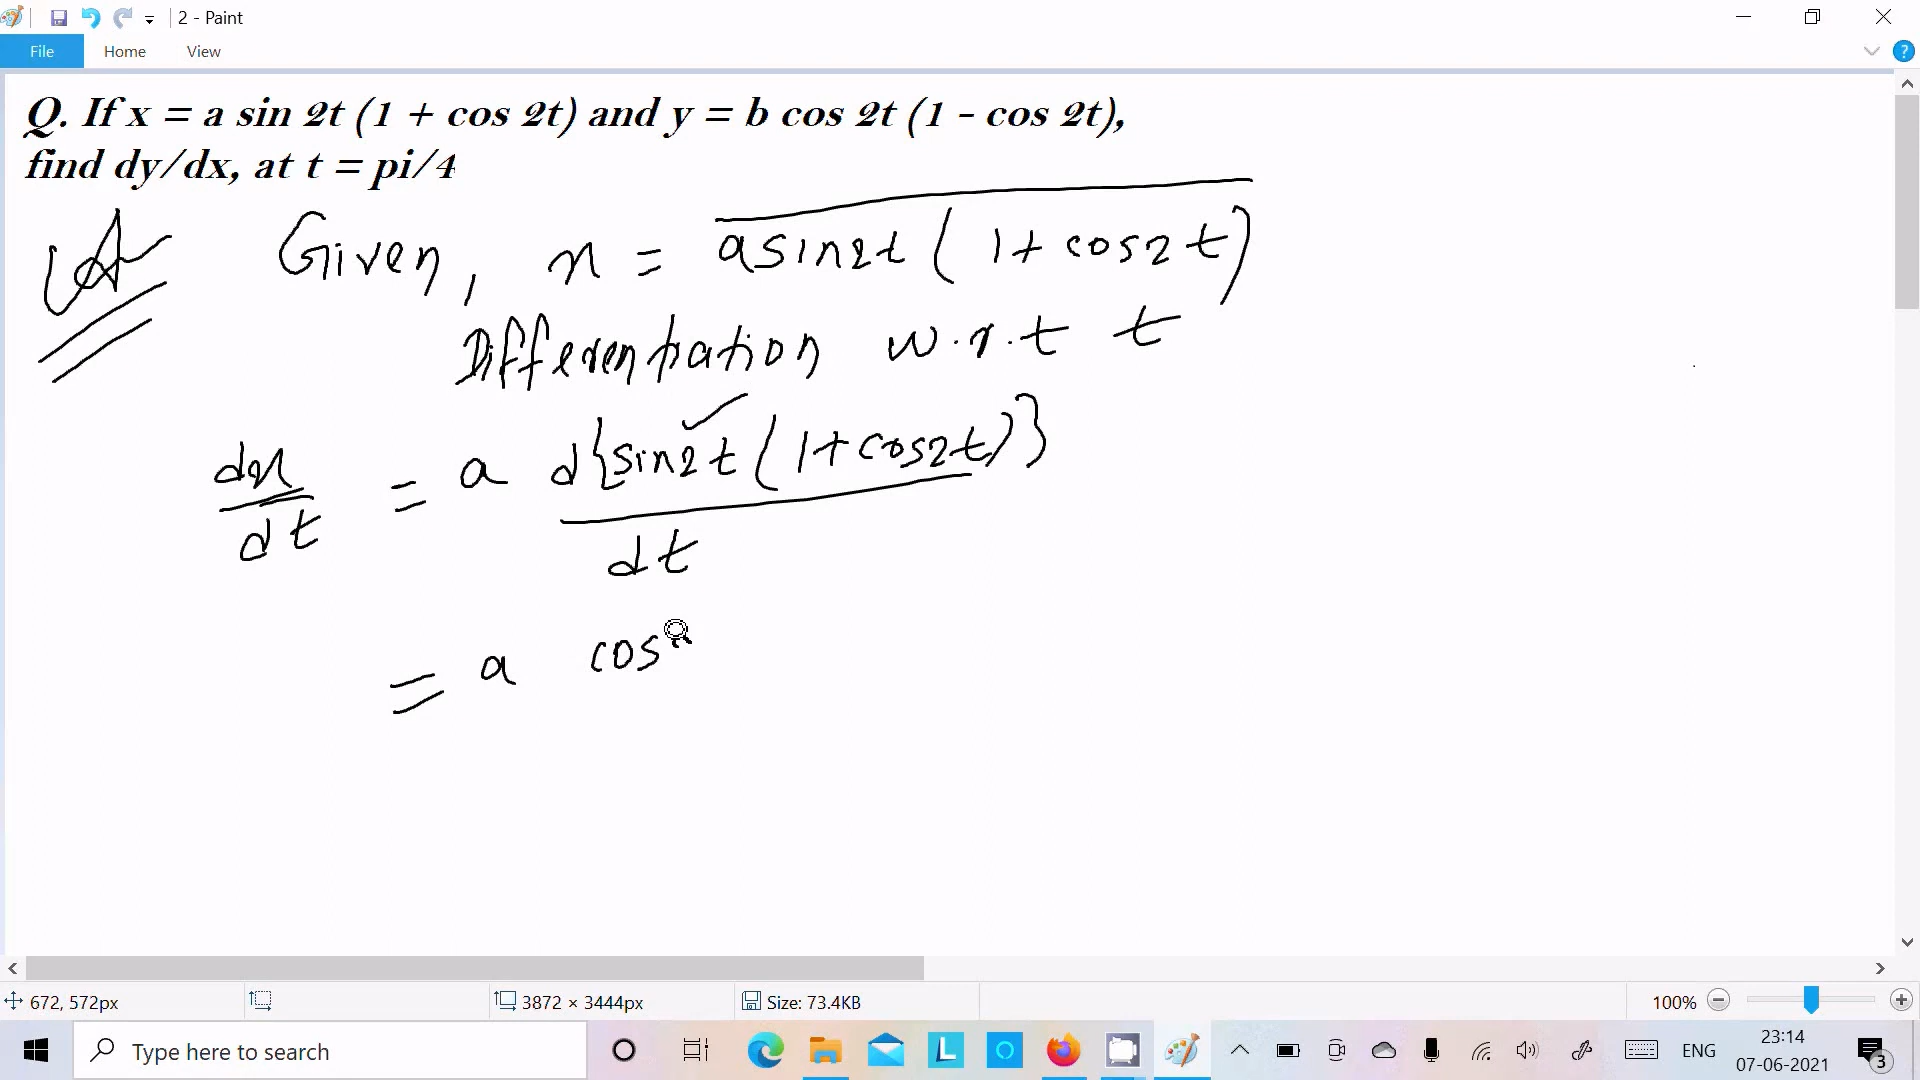 2 - Paint
File Home View
Q. If x = a sin 2t (1 + cos 2t) and y = b cos 2t (1 - cos 2t),
find dy/dx, at t = pi/4
Given, x = a sin2t (1+cos2t)
Differentiation w.r.t t
dx/dt = a d{sin2t(1+cos2t)}/dt
= a cos
672, 572px 3872 × 3444px Size: 73.4KB 100%
Type here to search ENG 23:14
07-06-2021 3